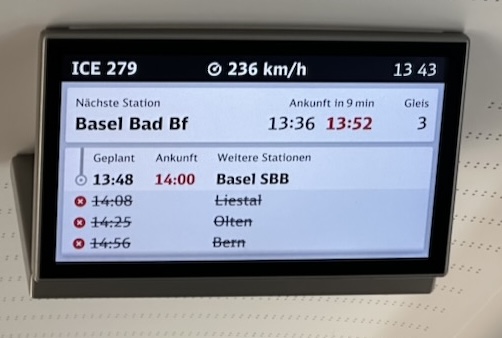 ICE 279 236 km/h 13 43
Nächste Station Ankunft in 9 min Gleis
Basel Bad Bf 13:36 13:52 3
Geplant Ankunft Weitere Stationen
13:48 14:00 Basel SBB
14:08 Liestal
14:25 Olten
14:56 Bern